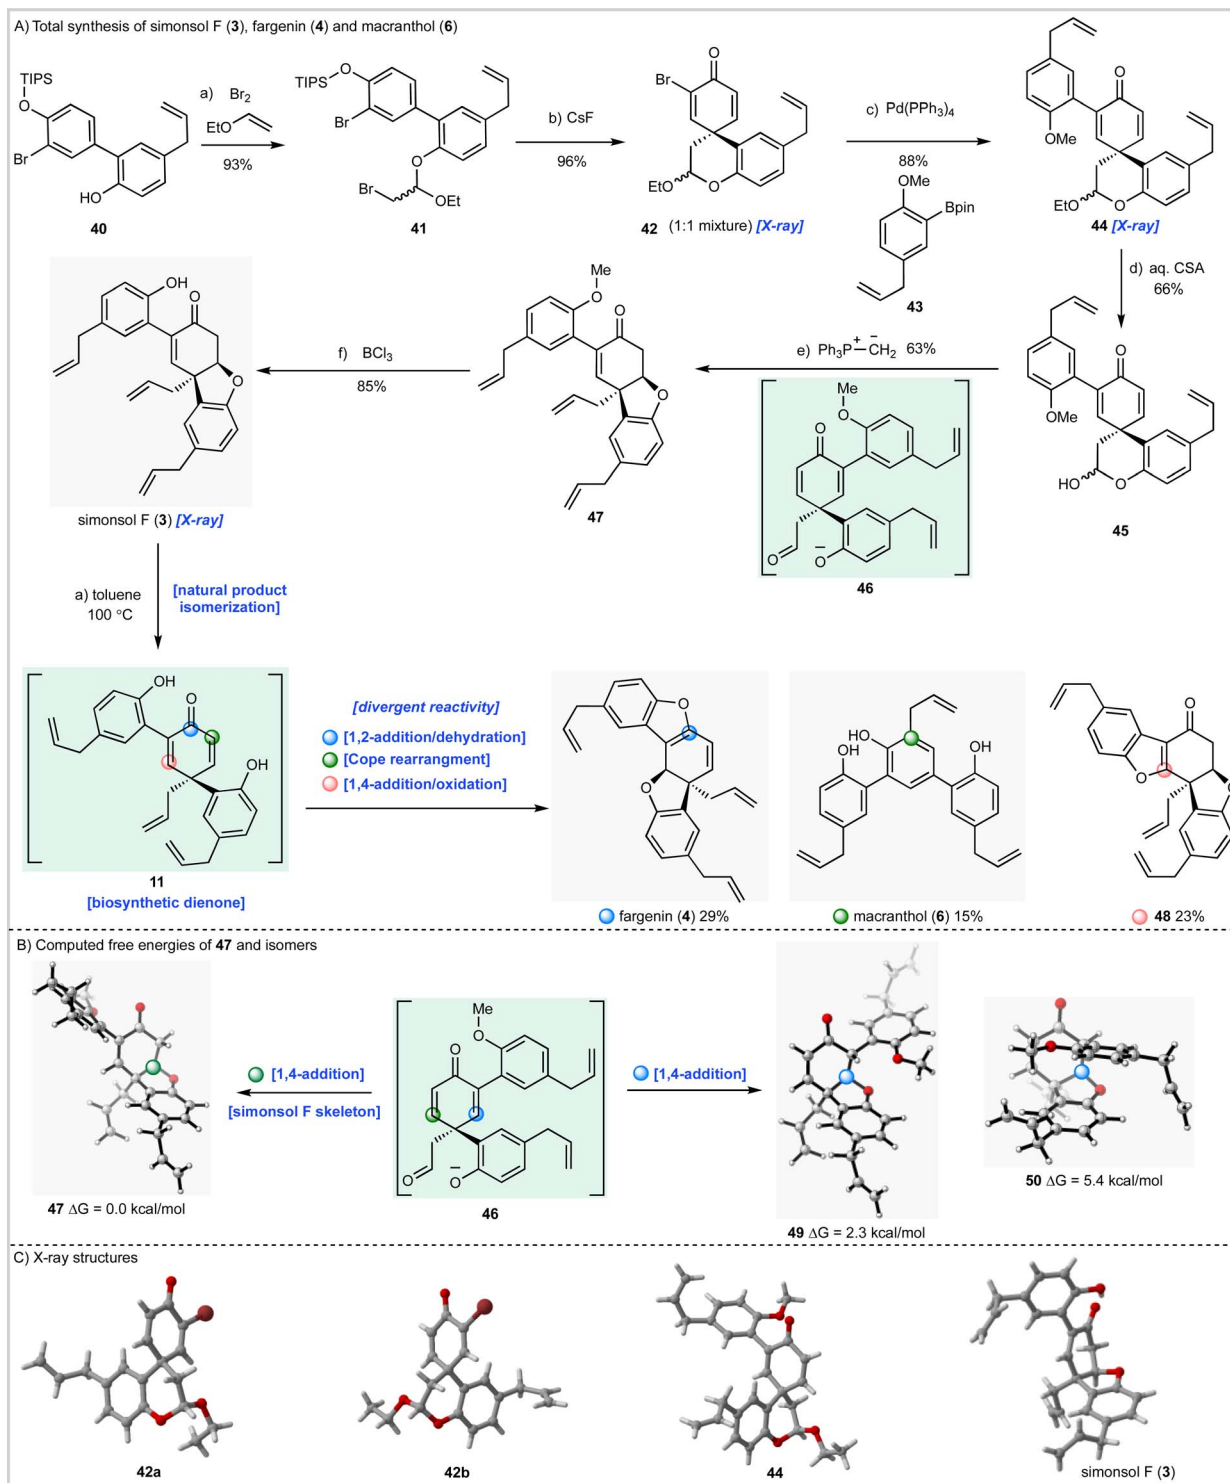 A) Total synthesis of simonsol F (3), fargenin (4) and macranthol (6)
TIPS
O
Br
HO
40
a) Br2
EtO
93%
TIPS
O
Br
O
Br
OEt
41
b) CsF
96%
O
Br
EtO
O
42 (1:1 mixture) [X-ray]
c) Pd(PPh3)4
88%
OMe
Bpin
43
O
OMe
EtO
O
44 [X-ray]
d) aq. CSA
66%
O
OMe
HO
O
45
e) Ph3P+–CH2− 63%
Me
O
O
O
O−
46
Me
O
O
O
47
f) BCl3
85%
OH
O
O
simonsol F (3) [X-ray]
a) toluene
100 °C
[natural product
isomerization]
OH
O
OH
11
[biosynthetic dienone]
[divergent reactivity]
[1,2-addition/dehydration]
[Cope rearrangment]
[1,4-addition/oxidation]
O
O
fargenin (4) 29%
HO
OH
OH
macranthol (6) 15%
O
O
O
48 23%
B) Computed free energies of 47 and isomers
47 ΔG = 0.0 kcal/mol
[1,4-addition]
[simonsol F skeleton]
Me
O
O
O
O−
46
[1,4-addition]
49 ΔG = 2.3 kcal/mol
50 ΔG = 5.4 kcal/mol
C) X-ray structures
42a
42b
44
simonsol F (3)